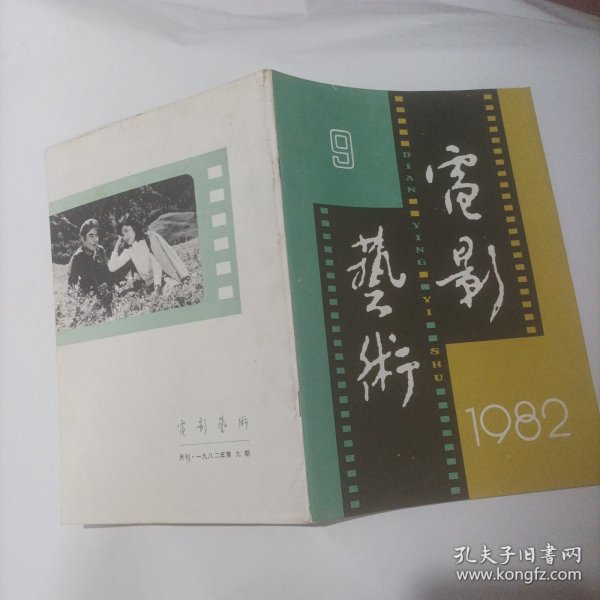 9
電影
藝術
DIAN YING YI SHU
1982
電影藝術
月刊·一九八二年第九期
孔夫子旧书网
www.kongfz.com